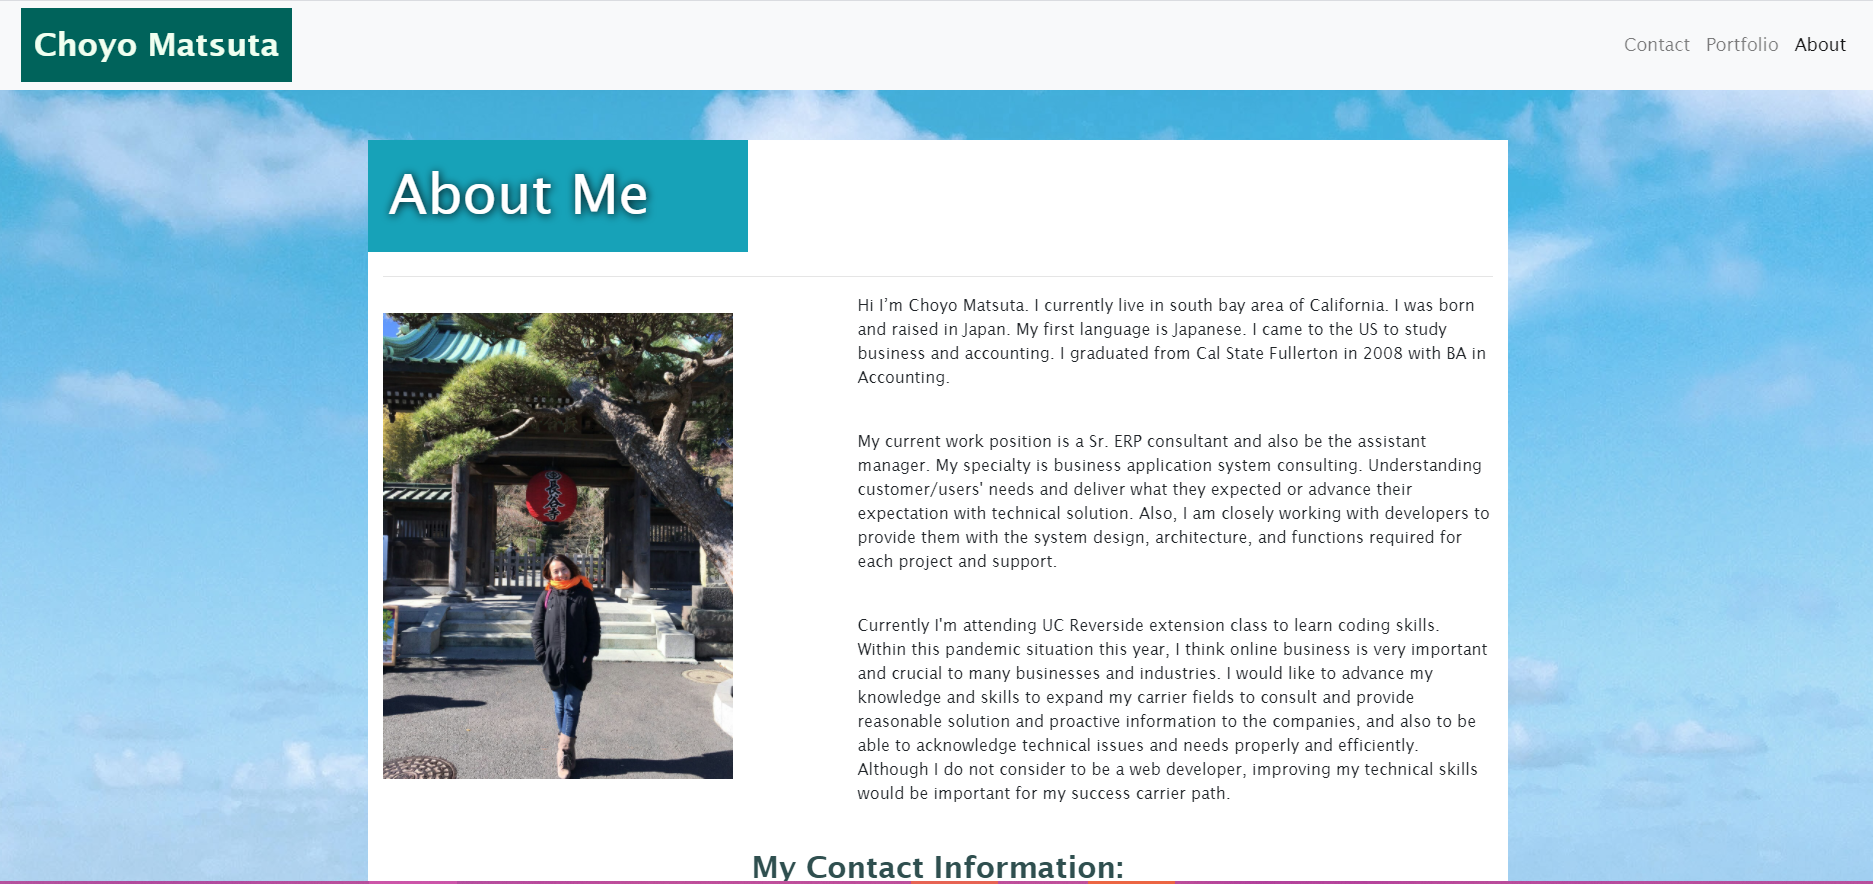 Choyo Matsuta
Contact Portfolio About
About Me
Hi I’m Choyo Matsuta. I currently live in south bay area of California. I was born
and raised in Japan. My first language is Japanese. I came to the US to study
business and accounting. I graduated from Cal State Fullerton in 2008 with BA in
Accounting.
My current work position is a Sr. ERP consultant and also be the assistant
manager. My specialty is business application system consulting. Understanding
customer/users' needs and deliver what they expected or advance their
expectation with technical solution. Also, I am closely working with developers to
provide them with the system design, architecture, and functions required for
each project and support.
Currently I'm attending UC Reverside extension class to learn coding skills.
Within this pandemic situation this year, I think online business is very important
and crucial to many businesses and industries. I would like to advance my
knowledge and skills to expand my carrier fields to consult and provide
reasonable solution and proactive information to the companies, and also to be
able to acknowledge technical issues and needs properly and efficiently.
Although I do not consider to be a web developer, improving my technical skills
would be important for my success carrier path.
長谷寺
My Contact Information: